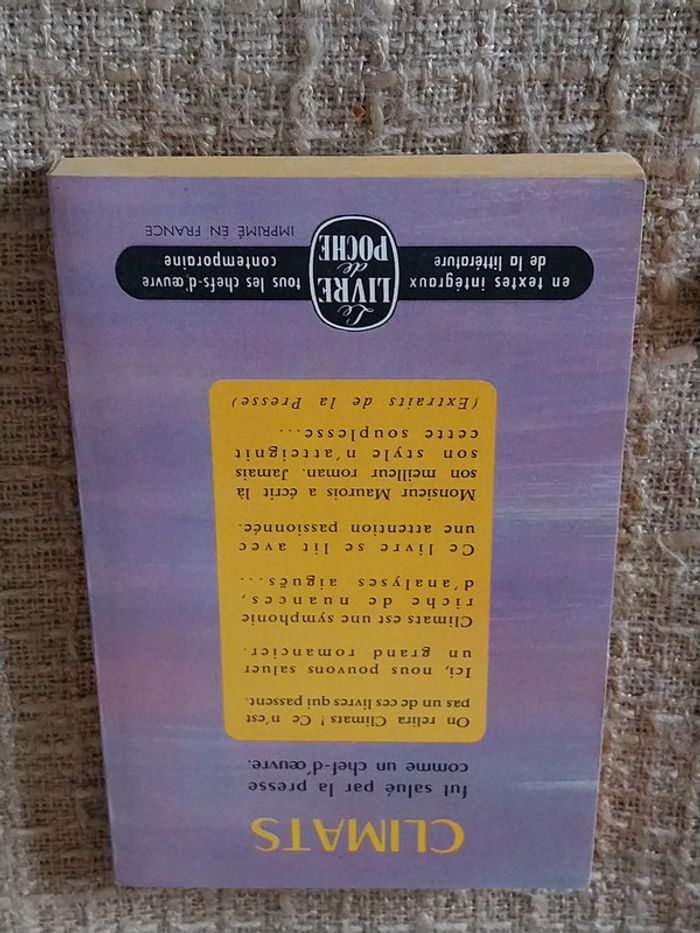 CLIMATS
fut salué par la presse
comme un chef-d'œuvre.
On relira Climats ! Ce n'est
pas un de ces livres qui passent.
Ici, nous pouvons saluer
un grand romancier.
Climats est une symphonie
riche de nuances,
d'analyses aiguës...
Ce livre se lit avec
une attention passionnée.
Monsieur Maurois a écrit là
son meilleur roman. Jamais
son style n'atteignit
cette souplesse...
(Extraits de la Presse)
en textes intégraux
de la littérature
Le
LIVRE
de
POCHE
tous les chefs-d'œuvre
contemporaine
IMPRIMÉ EN FRANCE